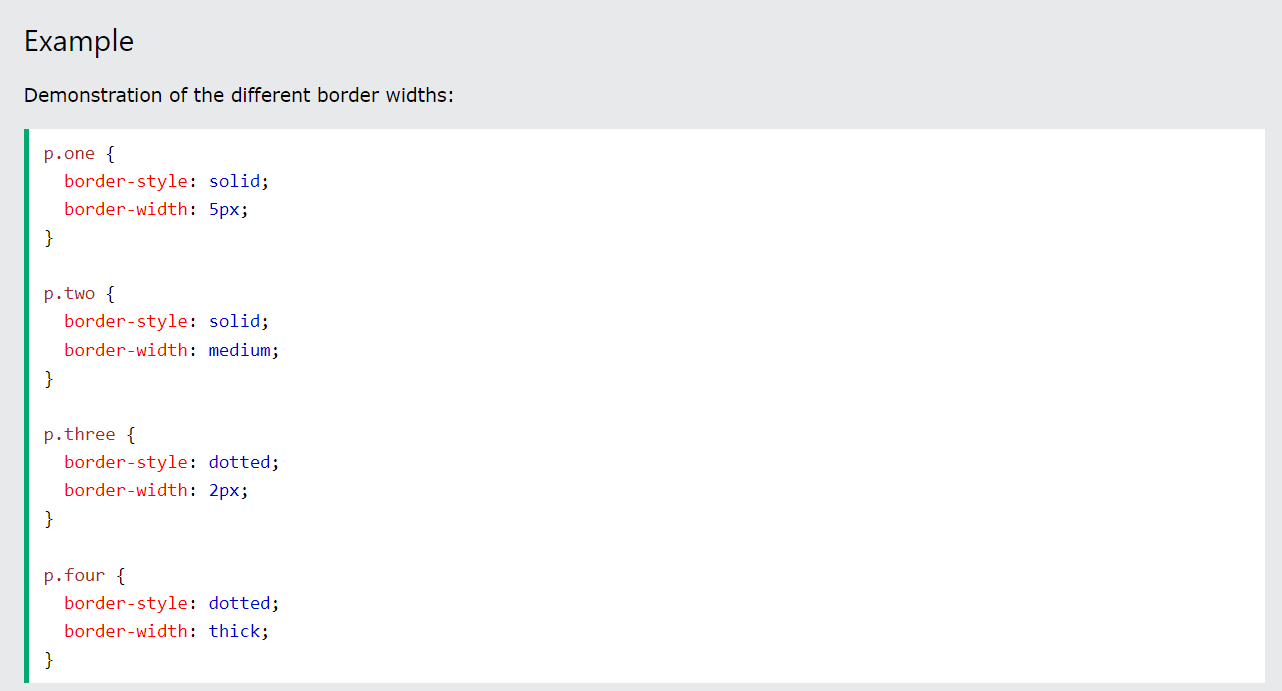 Example
Demonstration of the different border widths:
p.one {
  border-style: solid;
  border-width: 5px;
}
p.two {
  border-style: solid;
  border-width: medium;
}
p.three {
  border-style: dotted;
  border-width: 2px;
}
p.four {
  border-style: dotted;
  border-width: thick;
}